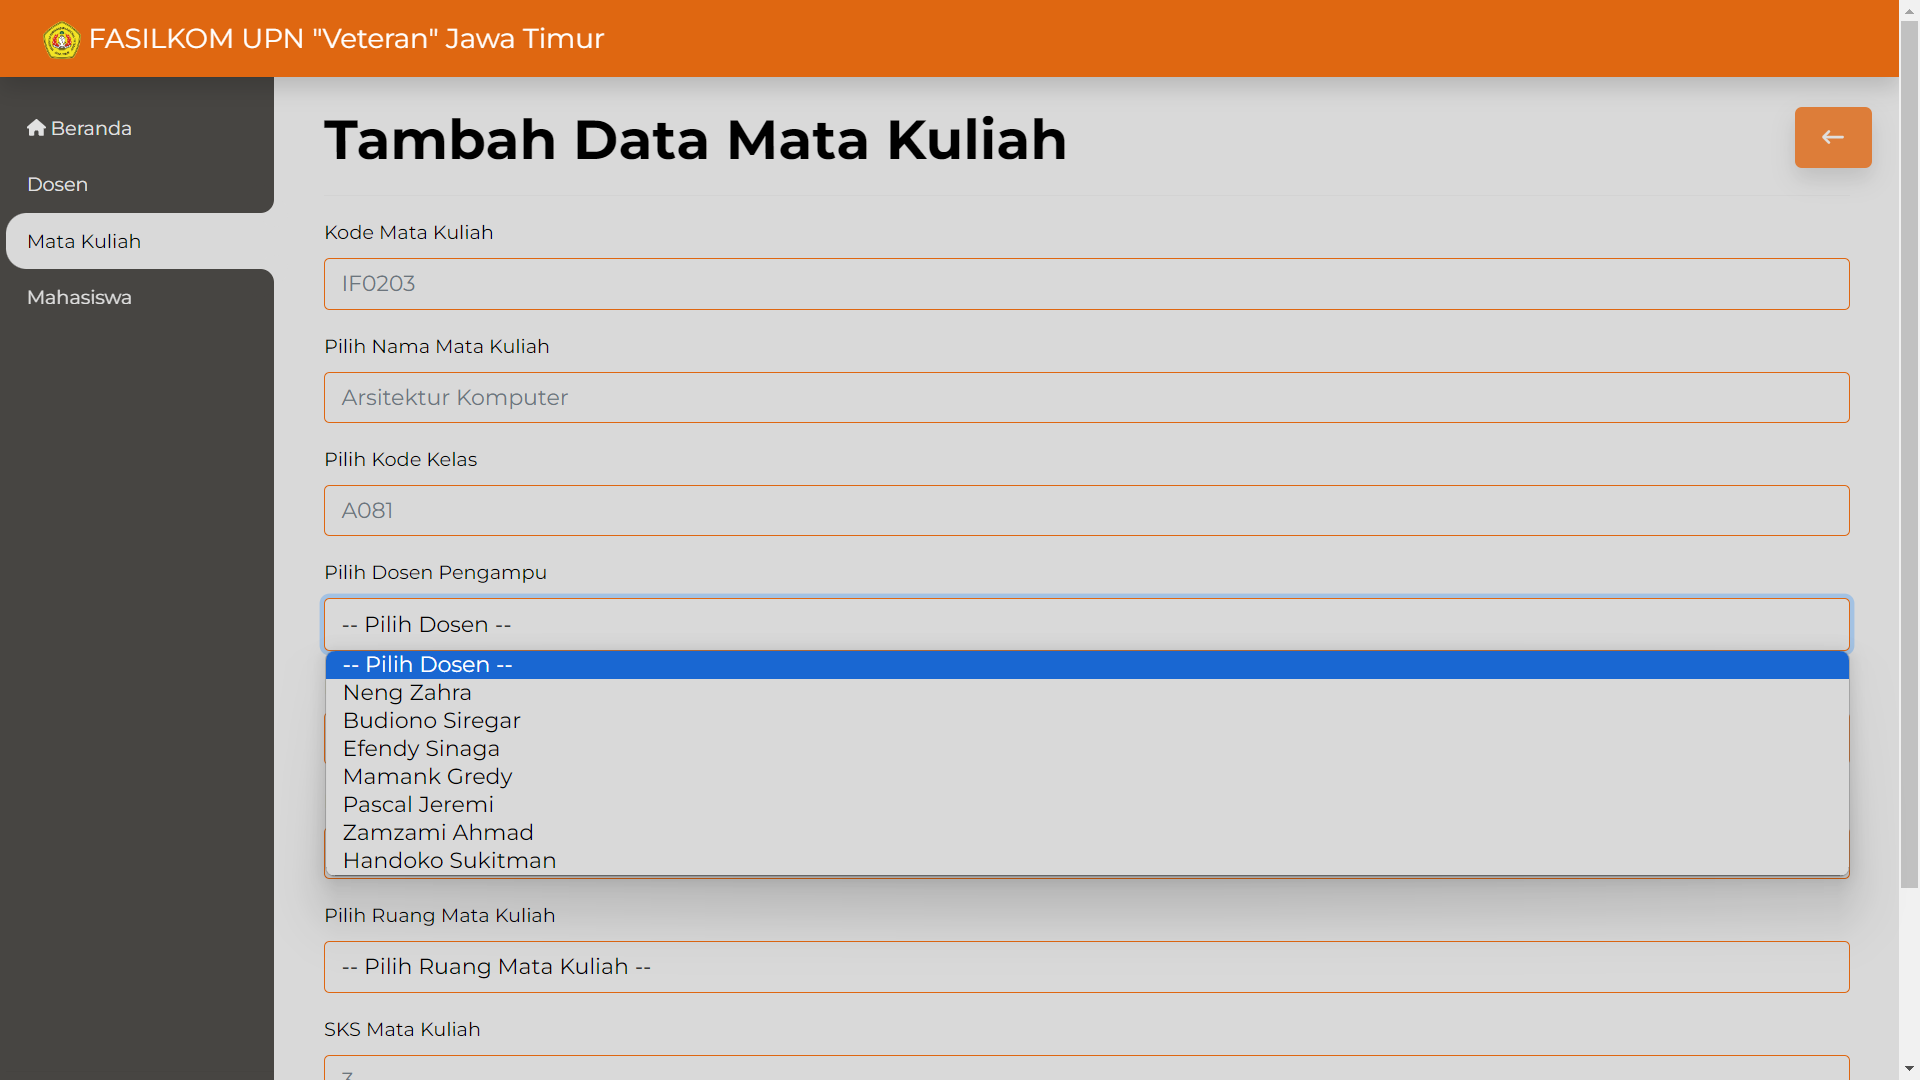 FASILKOM UPN "Veteran" Jawa Timur
Beranda
Dosen
Mata Kuliah
Mahasiswa
Tambah Data Mata Kuliah
Kode Mata Kuliah
IF0203
Pilih Nama Mata Kuliah
Arsitektur Komputer
Pilih Kode Kelas
A081
Pilih Dosen Pengampu
-- Pilih Dosen --
-- Pilih Dosen --
Neng Zahra
Budiono Siregar
Efendy Sinaga
Mamank Gredy
Pascal Jeremi
Zamzami Ahmad
Handoko Sukitman
Pilih Ruang Mata Kuliah
-- Pilih Ruang Mata Kuliah --
SKS Mata Kuliah